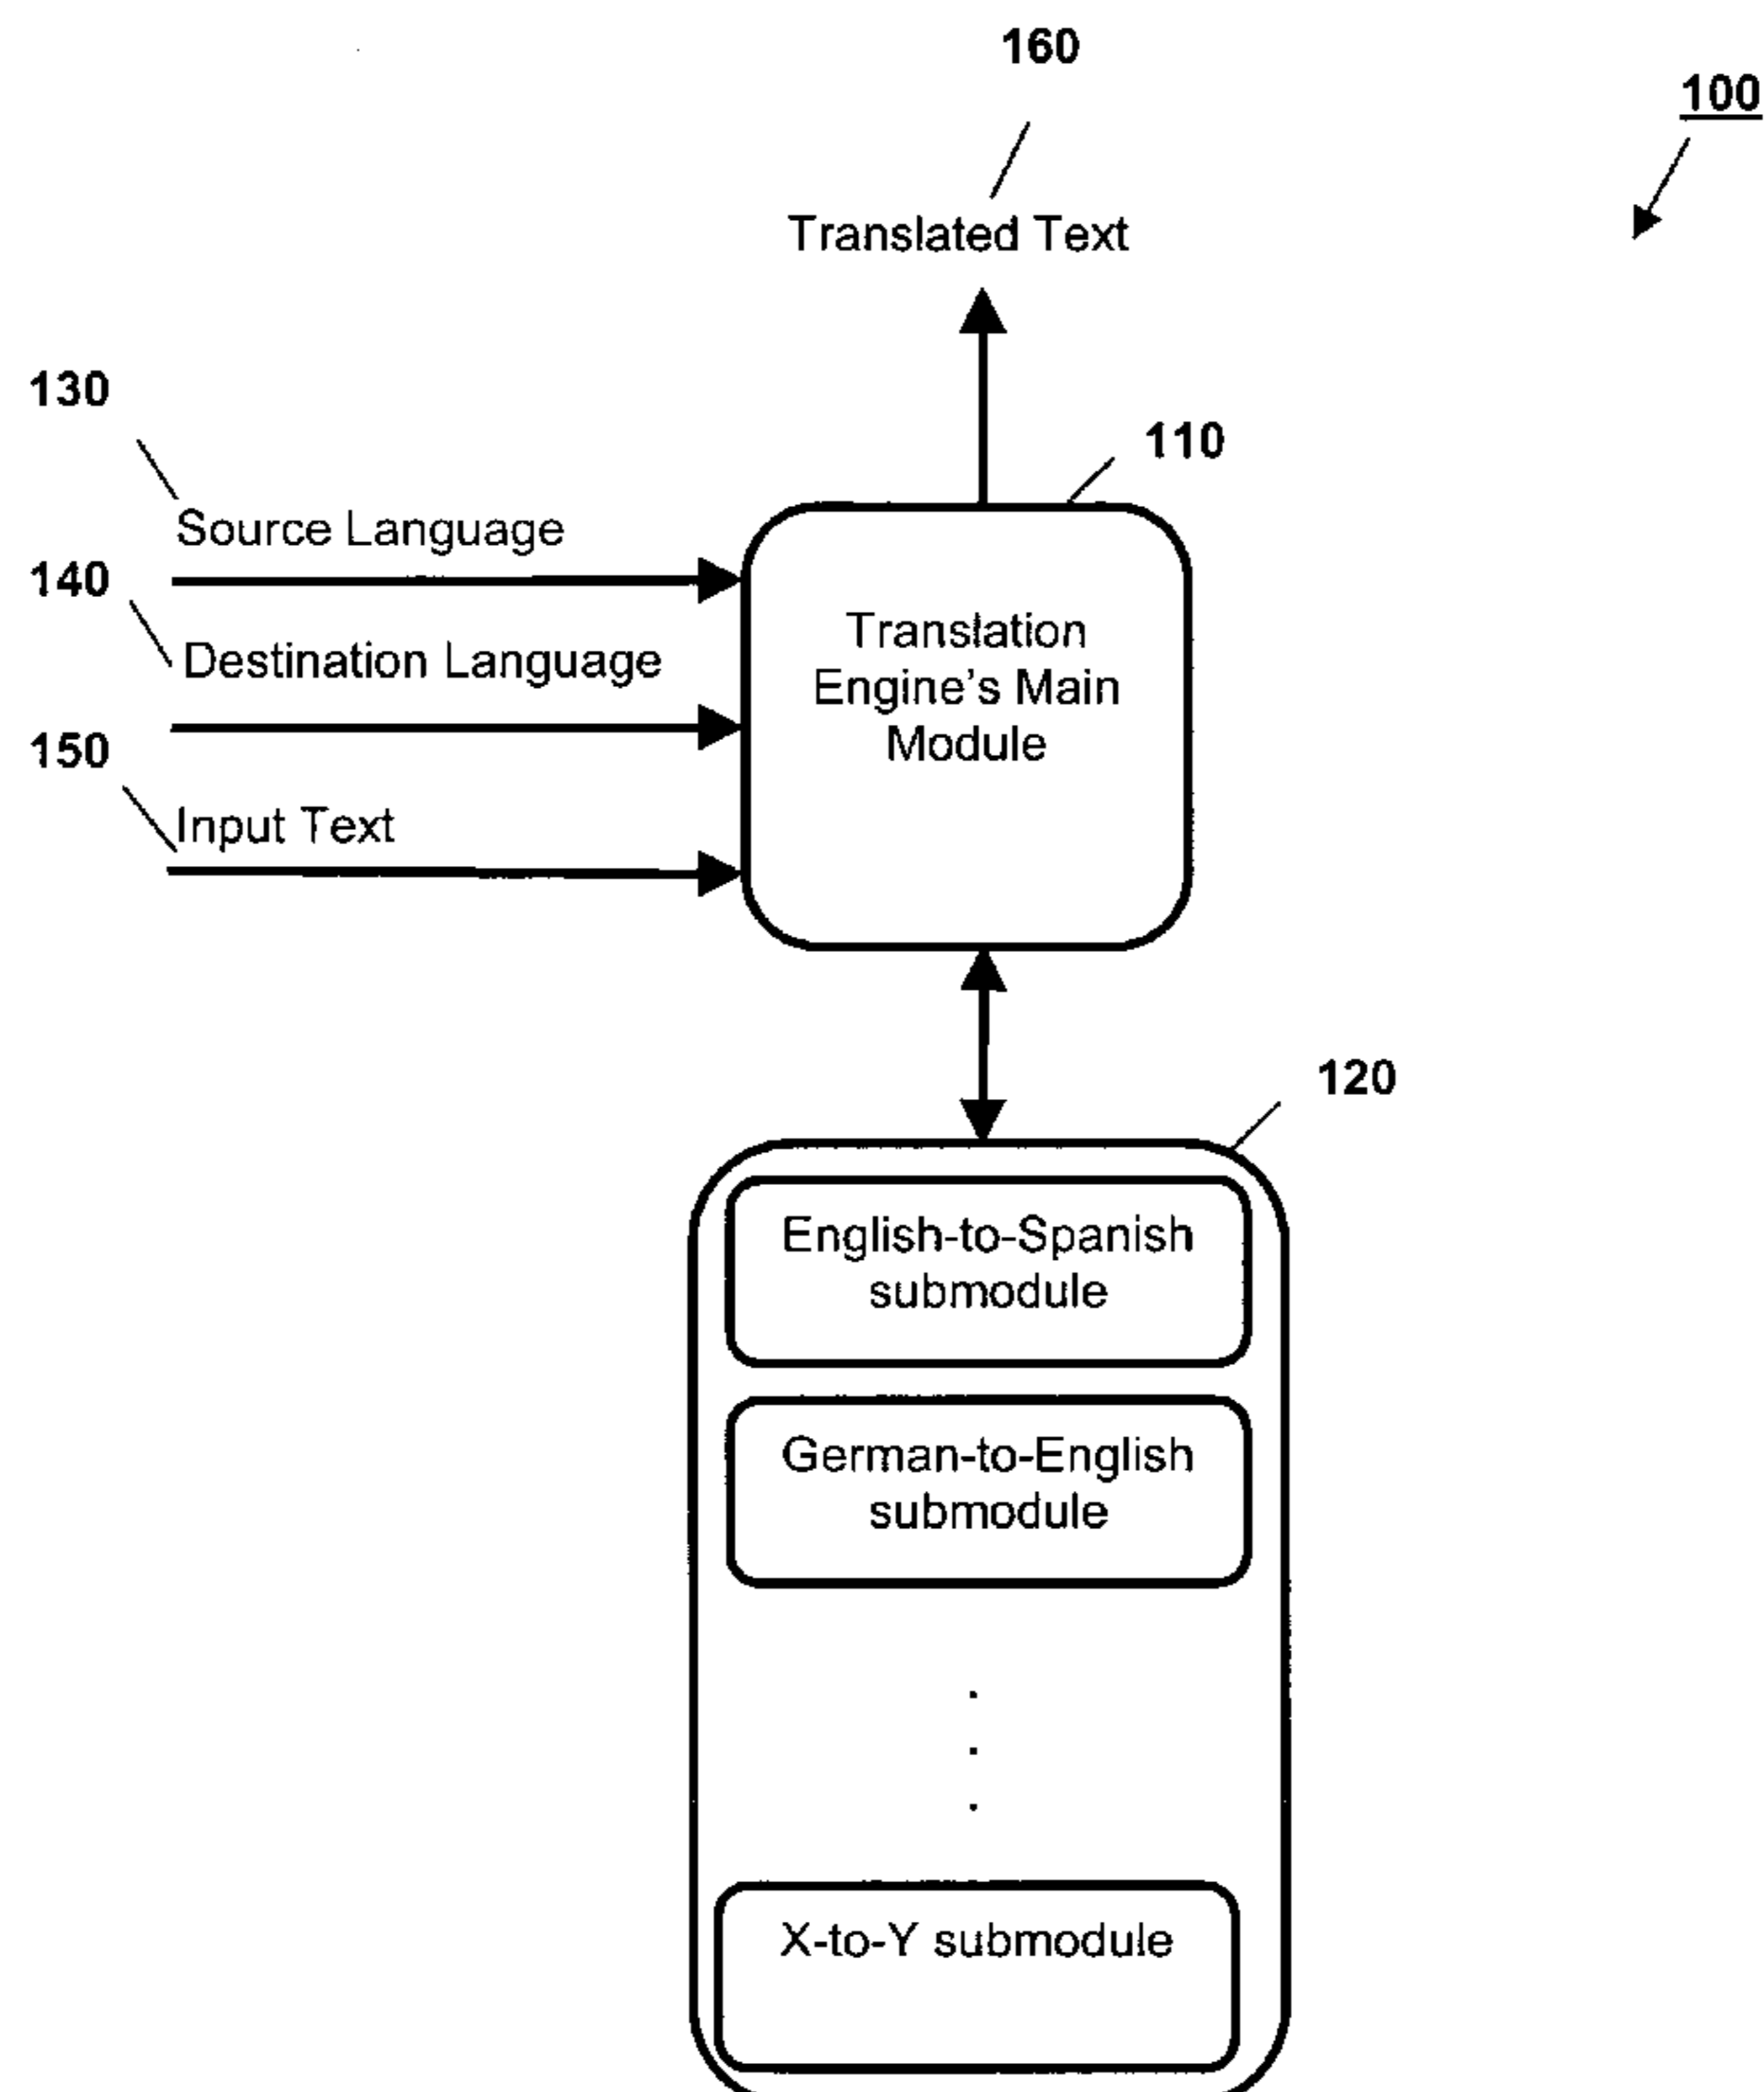 160
100
Translated Text
130
110
Source Language
140
Translation
Engine's Main
Module
Destination Language
150
Input Text
120
English-to-Spanish
submodule
German-to-English
submodule
.
.
.
X-to-Y submodule